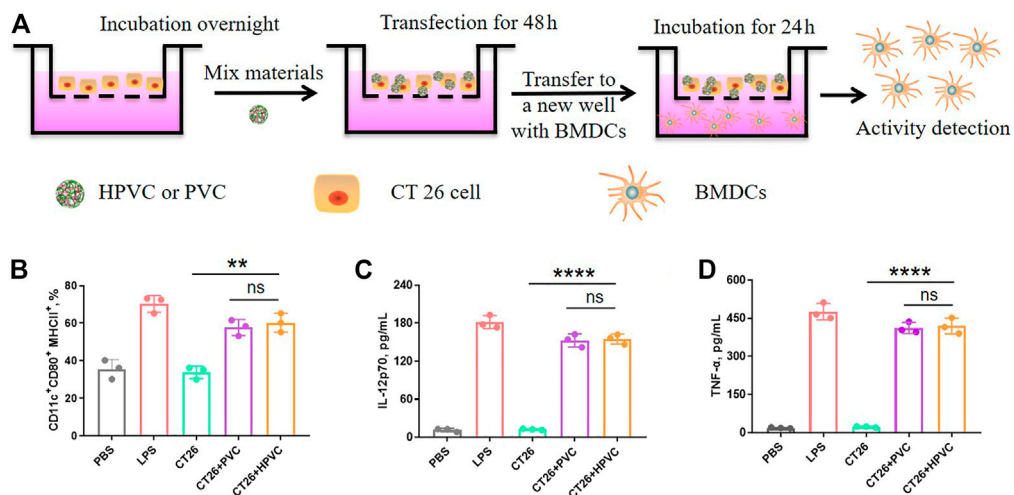 A
Incubation overnight
Transfection for 48h
Incubation for 24h
Mix materials
Transfer to
a new well
with BMDCs
Activity detection
HPVC or PVC
CT 26 cell
BMDCs
B
CD11c⁺CD80⁺ MHCII⁺, %
80
60
40
20
0
**
ns
PBS
LPS
CT26
CT26+PVC
CT26+HPVC
C
IL-12p70, pg/mL
240
180
120
60
0
****
ns
PBS
LPS
CT26
CT26+PVC
CT26+HPVC
D
TNF-α, pg/mL
600
450
300
150
0
****
ns
PBS
LPS
CT26
CT26+PVC
CT26+HPVC